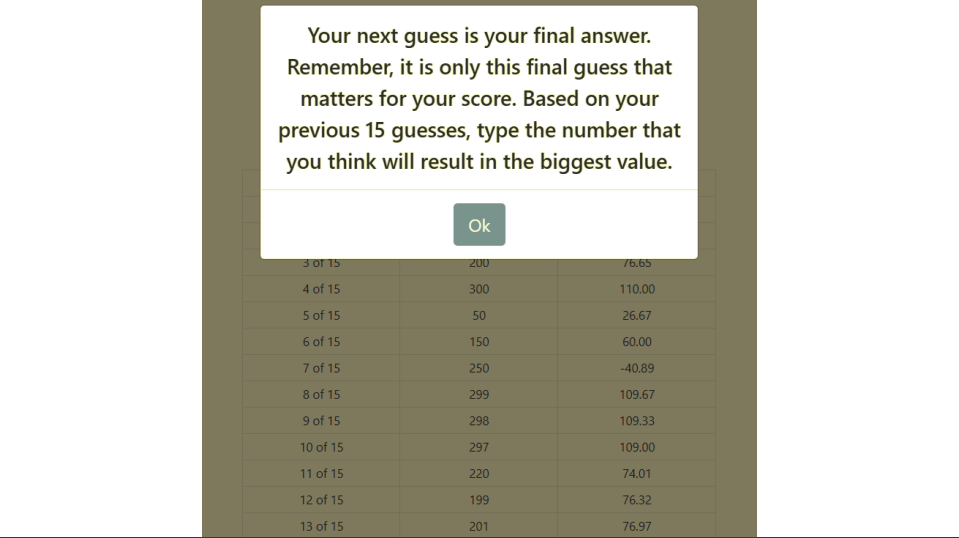 Your next guess is your final answer.
Remember, it is only this final guess that
matters for your score. Based on your
previous 15 guesses, type the number that
you think will result in the biggest value.
Ok
3 of 15 200 76.65
4 of 15 300 110.00
5 of 15 50 26.67
6 of 15 150 60.00
7 of 15 250 -40.89
8 of 15 299 109.67
9 of 15 298 109.33
10 of 15 297 109.00
11 of 15 220 74.01
12 of 15 199 76.32
13 of 15 201 76.97